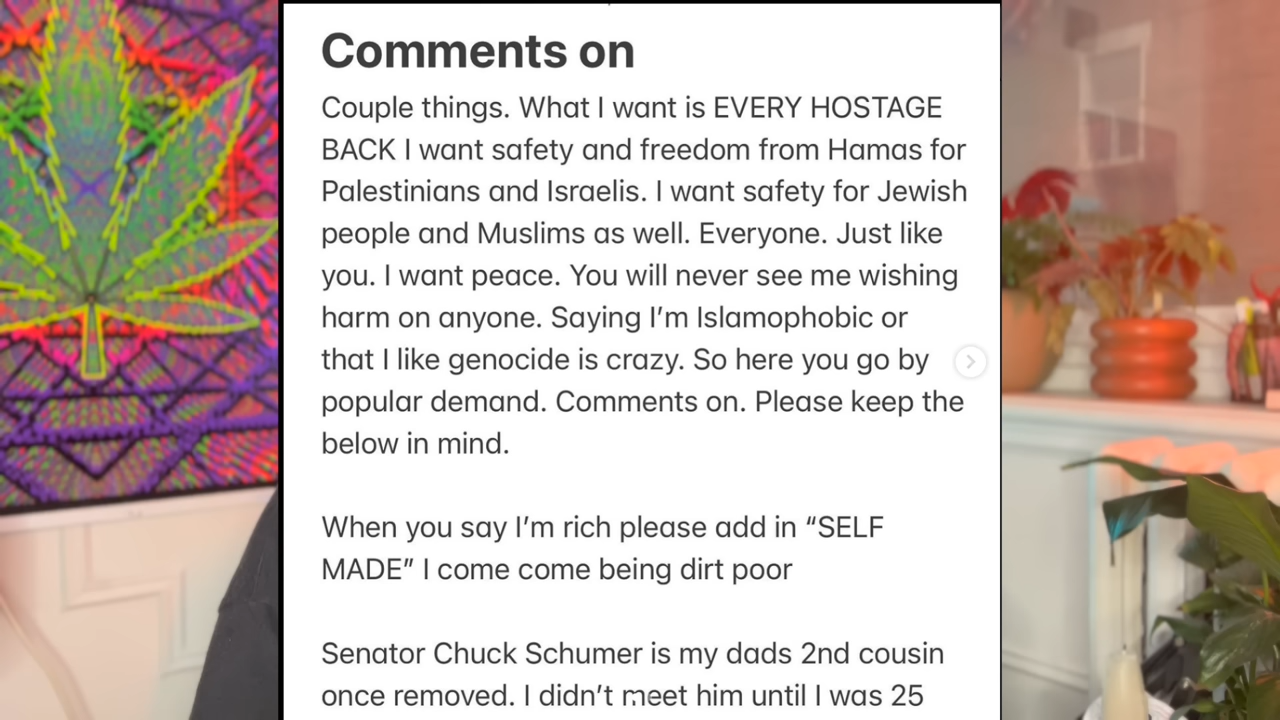 Comments on
Couple things. What I want is EVERY HOSTAGE
BACK I want safety and freedom from Hamas for
Palestinians and Israelis. I want safety for Jewish
people and Muslims as well. Everyone. Just like
you. I want peace. You will never see me wishing
harm on anyone. Saying I’m Islamophobic or
that I like genocide is crazy. So here you go by
popular demand. Comments on. Please keep the
below in mind.
When you say I’m rich please add in “SELF
MADE” I come come being dirt poor
Senator Chuck Schumer is my dads 2nd cousin
once removed. I didn’t meet him until I was 25